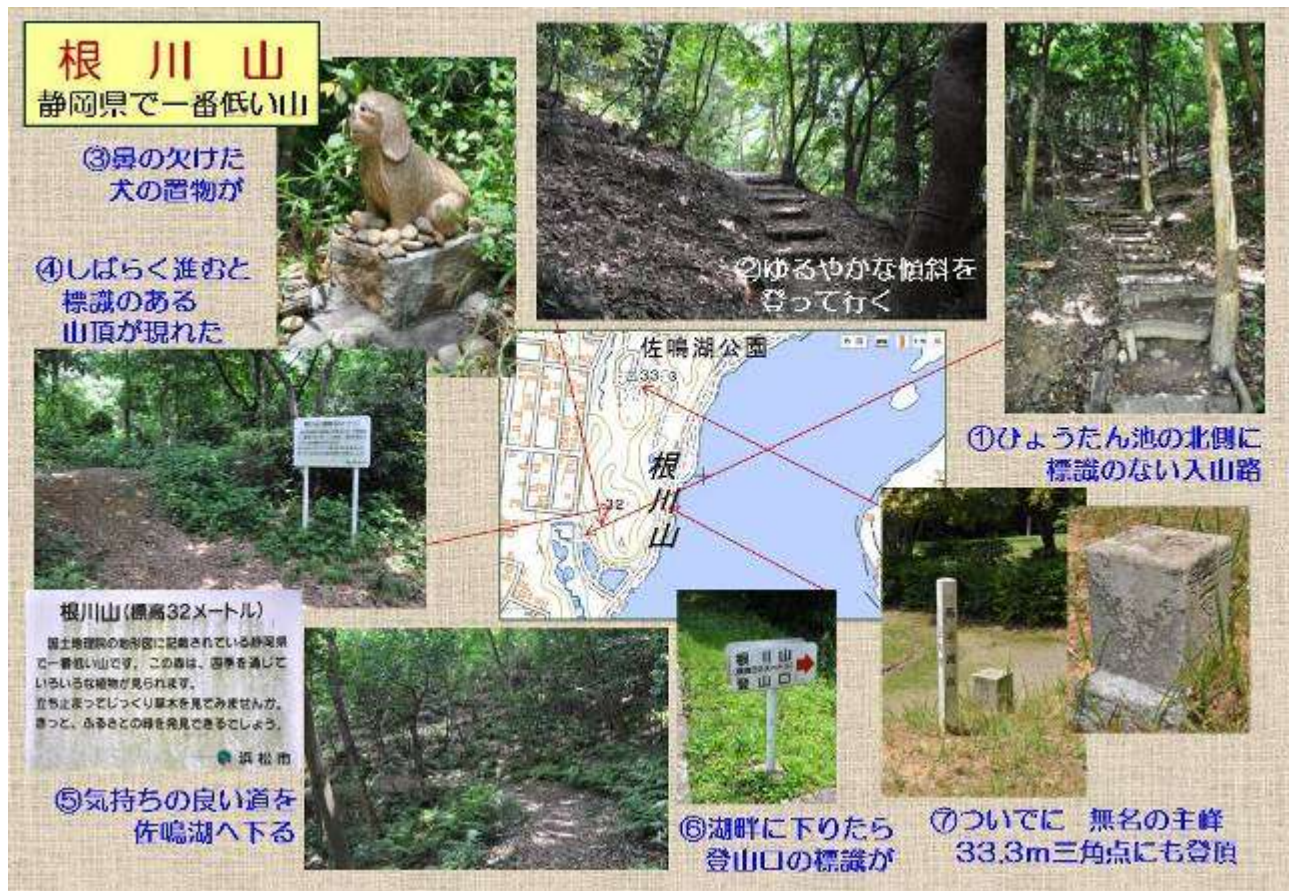 根川山
静岡県で一番低い山
③鼻の欠けた
犬の置物が
②ゆるやかな傾斜を
登って行く
④しばらく進むと
標識のある
山頂が現れた
佐鳴湖公園
33.3
①ひょうたん池の北側に
標識のない入山路
根川山
32
根川山(標高32メートル)
国土地理院の地形図に記載されている静岡県
で一番低い山です。この森は、四季を通じて
いろいろな植物が見られます。
立ち止まってじっくり草木を見てみませんか。
きっと、ふるさとの緑を発見できるでしょう。
浜松市
根川山
標高32メートル
登山口
⑤気持ちの良い道を
佐鳴湖へ下る
⑥湖畔に下りたら
登山口の標識が
⑦ついでに 無名の主峰
33.3m三角点にも登頂